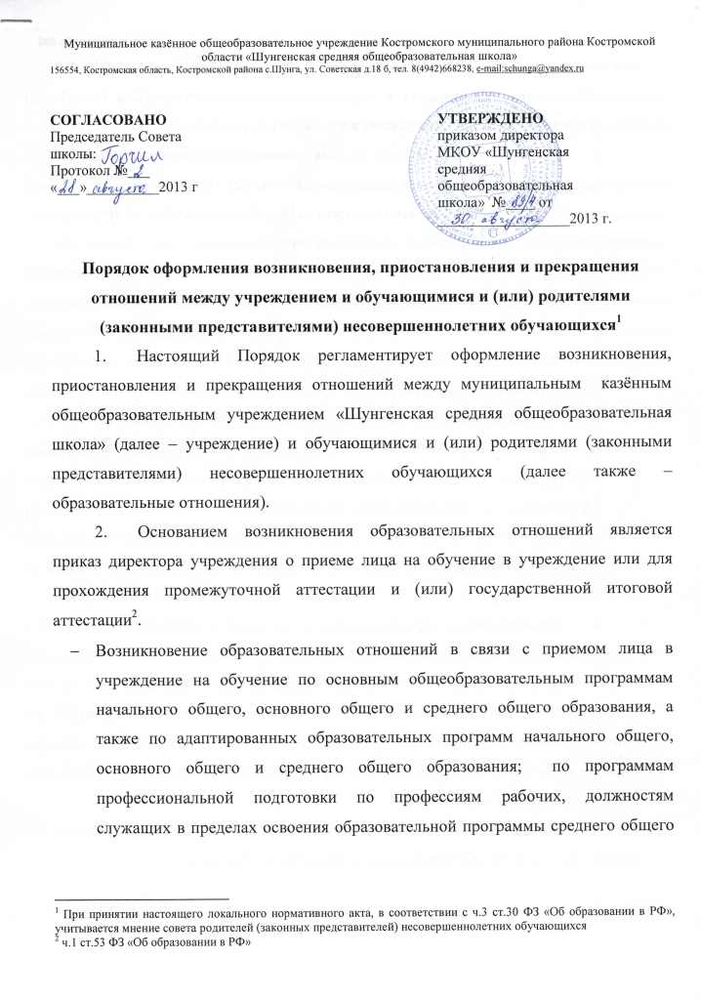 Муниципальное казённое общеобразовательное учреждение Костромского муниципального района Костромской
области «Шунгенская средняя общеобразовательная школа»
156554, Костромская область, Костромской района с.Шунга, ул. Советская д.18 б, тел. 8(4942)668238, e-mail:schunga@yandex.ru
СОГЛАСОВАНО
Председатель Совета
школы:
Протокол № 2
«28» августа 2013 г
УТВЕРЖДЕНО
приказом директора
МКОУ «Шунгенская
средняя
общеобразовательная
школа» № 89/4 от
30 августа 2013 г.
Порядок оформления возникновения, приостановления и прекращения
отношений между учреждением и обучающимися и (или) родителями
(законными представителями) несовершеннолетних обучающихся1
1. Настоящий Порядок регламентирует оформление возникновения,
приостановления и прекращения отношений между муниципальным казённым
общеобразовательным учреждением «Шунгенская средняя общеобразовательная
школа» (далее – учреждение) и обучающимися и (или) родителями (законными
представителями) несовершеннолетних обучающихся (далее также –
образовательные отношения).
2. Основанием возникновения образовательных отношений является
приказ директора учреждения о приеме лица на обучение в учреждение или для
прохождения промежуточной аттестации и (или) государственной итоговой
аттестации2.
– Возникновение образовательных отношений в связи с приемом лица в
учреждение на обучение по основным общеобразовательным программам
начального общего, основного общего и среднего общего образования, а
также по адаптированных образовательных программ начального общего,
основного общего и среднего общего образования; по программам
профессиональной подготовки по профессиям рабочих, должностям
служащих в пределах освоения образовательной программы среднего общего
1 При принятии настоящего локального нормативного акта, в соответствии с ч.3 ст.30 ФЗ «Об образовании в РФ»,
учитывается мнение совета родителей (законных представителей) несовершеннолетних обучающихся
2 ч.1 ст.53 ФЗ «Об образовании в РФ»